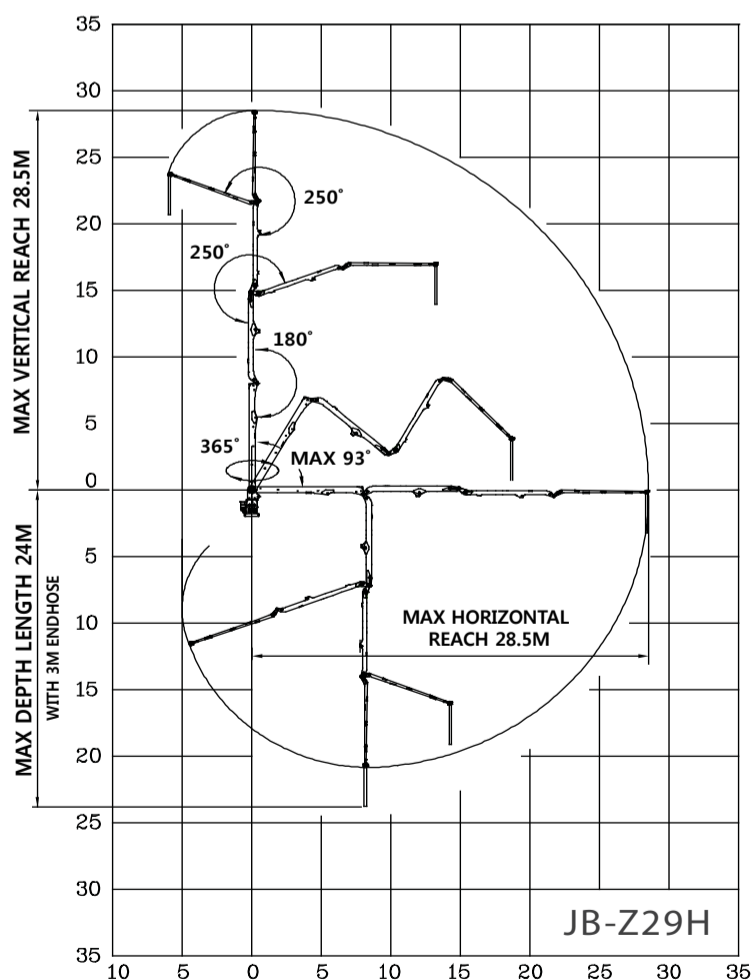 35
30
25
20
15
10
5
0
5
10
15
20
25
30
35
10 5 0 5 10 15 20 25 30 35
MAX VERTICAL REACH 28.5M
MAX DEPTH LENGTH 24M
WITH 3M ENDHOSE
250°
250°
180°
365°
MAX 93°
MAX HORIZONTAL
REACH 28.5M
JB-Z29H